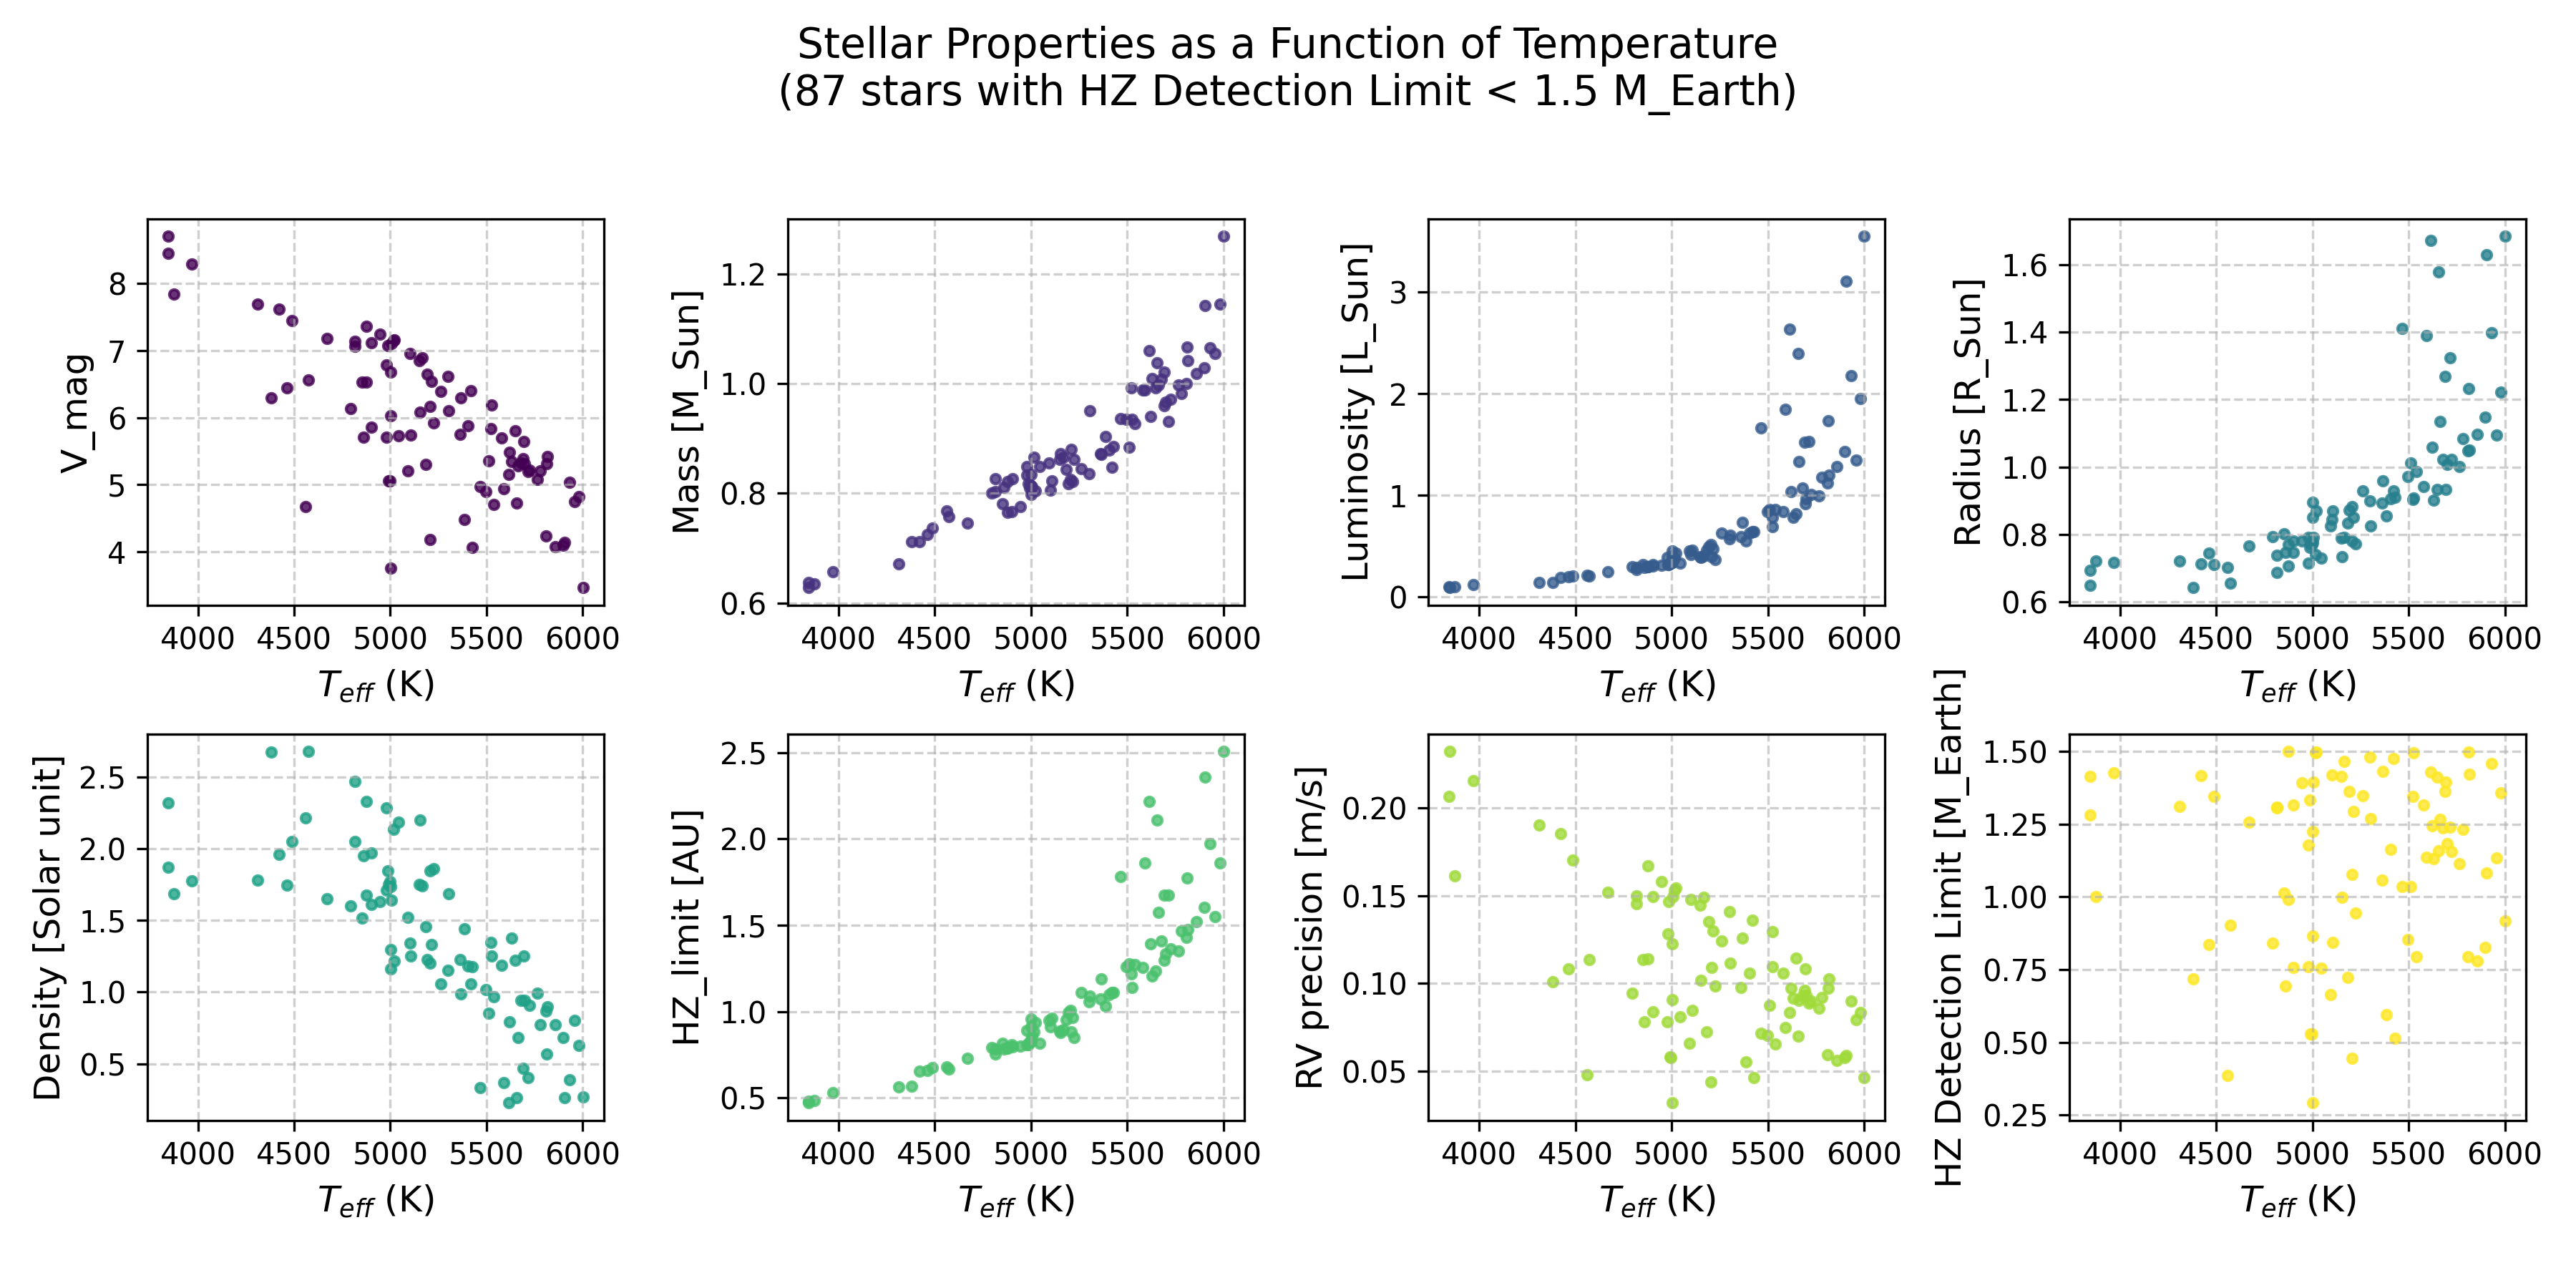 Stellar Properties as a Function of Temperature
(87 stars with HZ Detection Limit < 1.5 M_Earth)
V_mag
8
7
6
5
4
4000 4500 5000 5500 6000
T_eff (K)
Mass [M_Sun]
1.2
1.0
0.8
0.6
4000 4500 5000 5500 6000
T_eff (K)
Luminosity [L_Sun]
3
2
1
0
4000 4500 5000 5500 6000
T_eff (K)
Radius [R_Sun]
1.6
1.4
1.2
1.0
0.8
0.6
4000 4500 5000 5500 6000
T_eff (K)
Density [Solar unit]
2.5
2.0
1.5
1.0
0.5
4000 4500 5000 5500 6000
T_eff (K)
HZ_limit [AU]
2.5
2.0
1.5
1.0
0.5
4000 4500 5000 5500 6000
T_eff (K)
RV precision [m/s]
0.20
0.15
0.10
0.05
4000 4500 5000 5500 6000
T_eff (K)
HZ Detection Limit [M_Earth]
1.50
1.25
1.00
0.75
0.50
0.25
4000 4500 5000 5500 6000
T_eff (K)